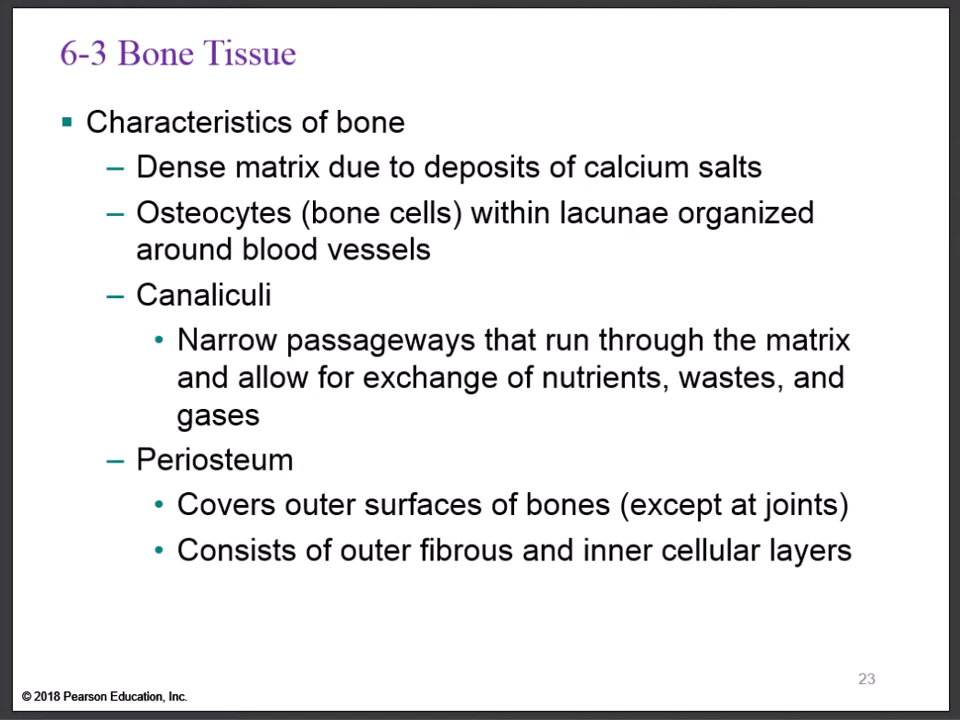 6-3 Bone Tissue
▪ Characteristics of bone
– Dense matrix due to deposits of calcium salts
– Osteocytes (bone cells) within lacunae organized
around blood vessels
– Canaliculi
• Narrow passageways that run through the matrix
and allow for exchange of nutrients, wastes, and
gases
– Periosteum
• Covers outer surfaces of bones (except at joints)
• Consists of outer fibrous and inner cellular layers
23
© 2018 Pearson Education, Inc.